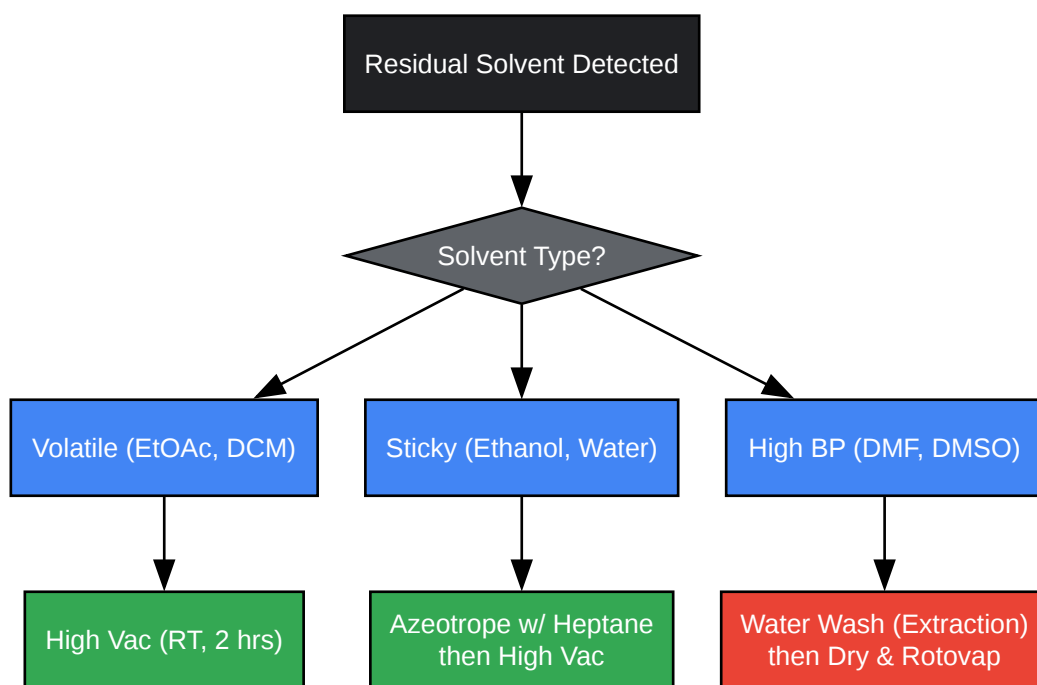 Residual Solvent Detected
Solvent Type?
Volatile (EtOAc, DCM)
Sticky (Ethanol, Water)
High BP (DMF, DMSO)
High Vac (RT, 2 hrs)
Azeotrope w/ Heptane
then High Vac
Water Wash (Extraction)
then Dry & Rotovap